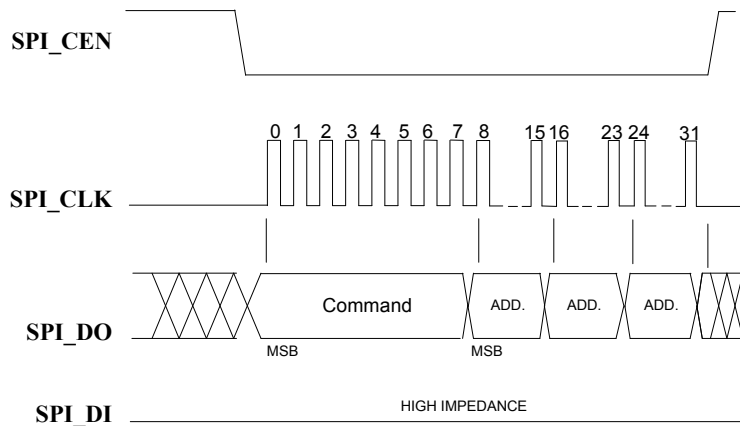 SPI_CEN
0 1 2 3 4 5 6 7 8 15 16 23 24 31
SPI_CLK
Command ADD. ADD. ADD.
SPI_DO
MSB MSB
HIGH IMPEDANCE
SPI_DI